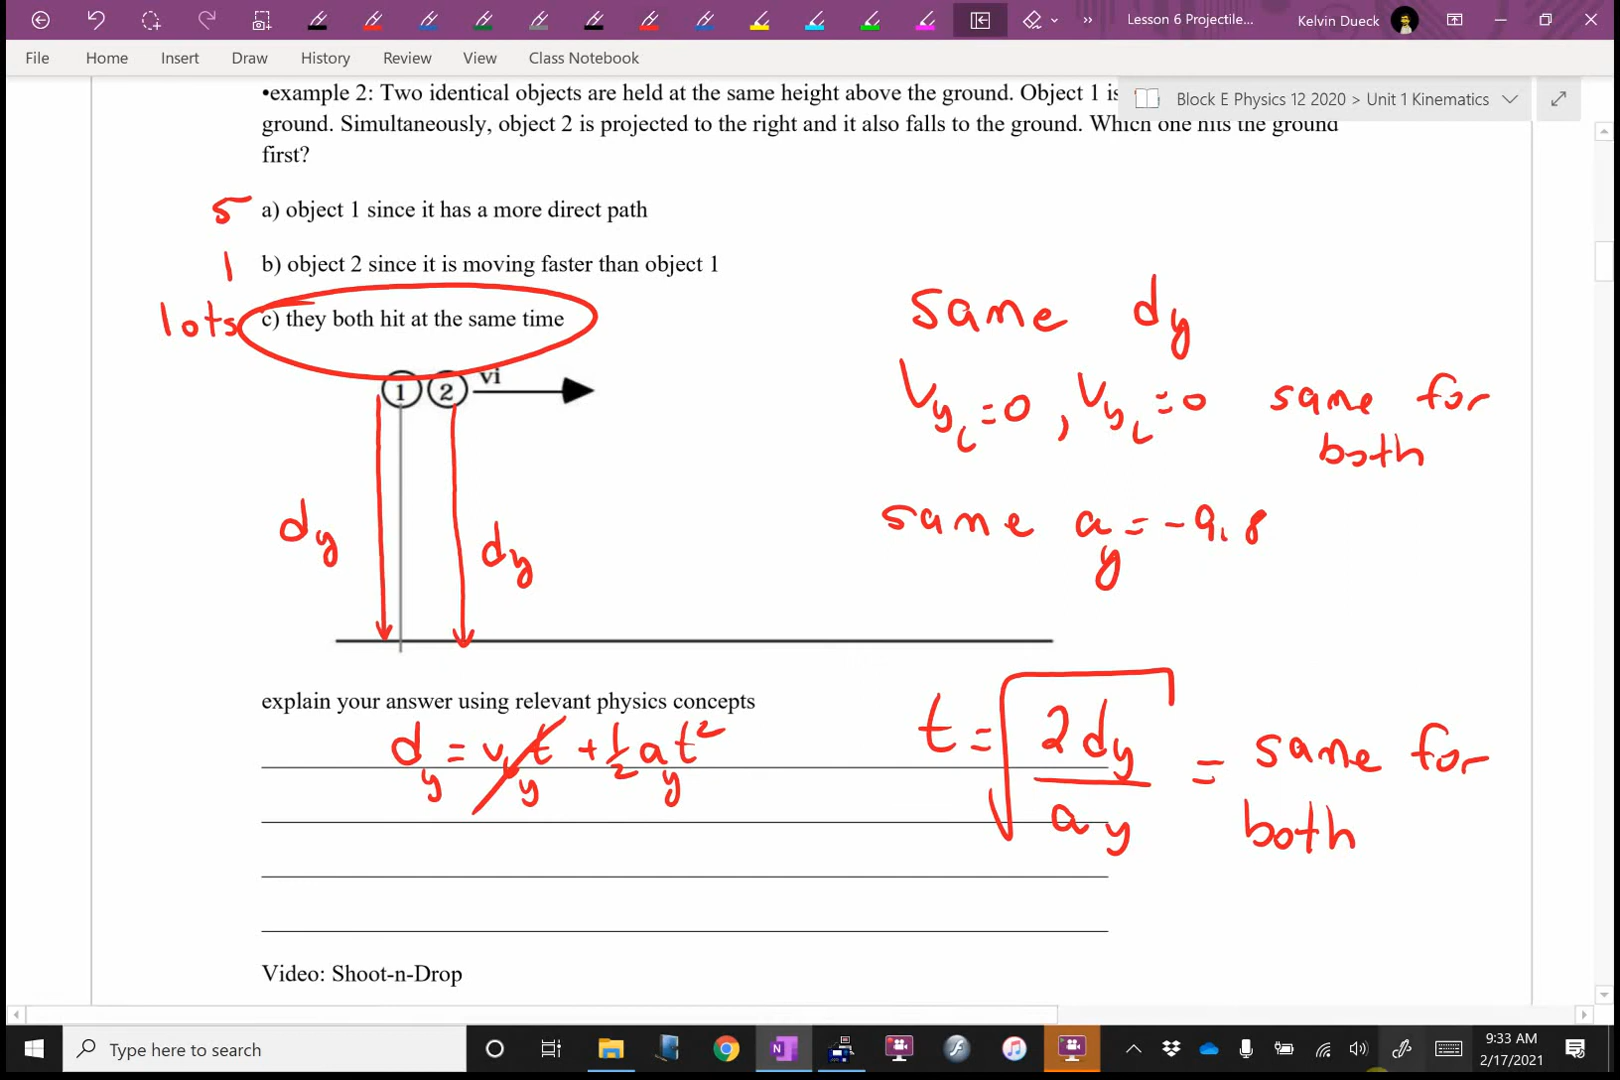 Lesson 6 Projectile...
Kelvin Dueck
File Home Insert Draw History Review View Class Notebook
Block E Physics 12 2020 > Unit 1 Kinematics
•example 2: Two identical objects are held at the same height above the ground. Object 1 is
ground. Simultaneously, object 2 is projected to the right and it also falls to the ground. Which one hits the ground
first?
5 a) object 1 since it has a more direct path
1 b) object 2 since it is moving faster than object 1
lots c) they both hit at the same time
same dy
1 2 vi
Vyi = 0 , Vyi = 0 same for
both
same ay = -9.8
dy dy
explain your answer using relevant physics concepts
dy = viyt + 1/2 ayt²
t = √(2dy/ay) = same for
both
Video: Shoot-n-Drop
Type here to search
9:33 AM
2/17/2021